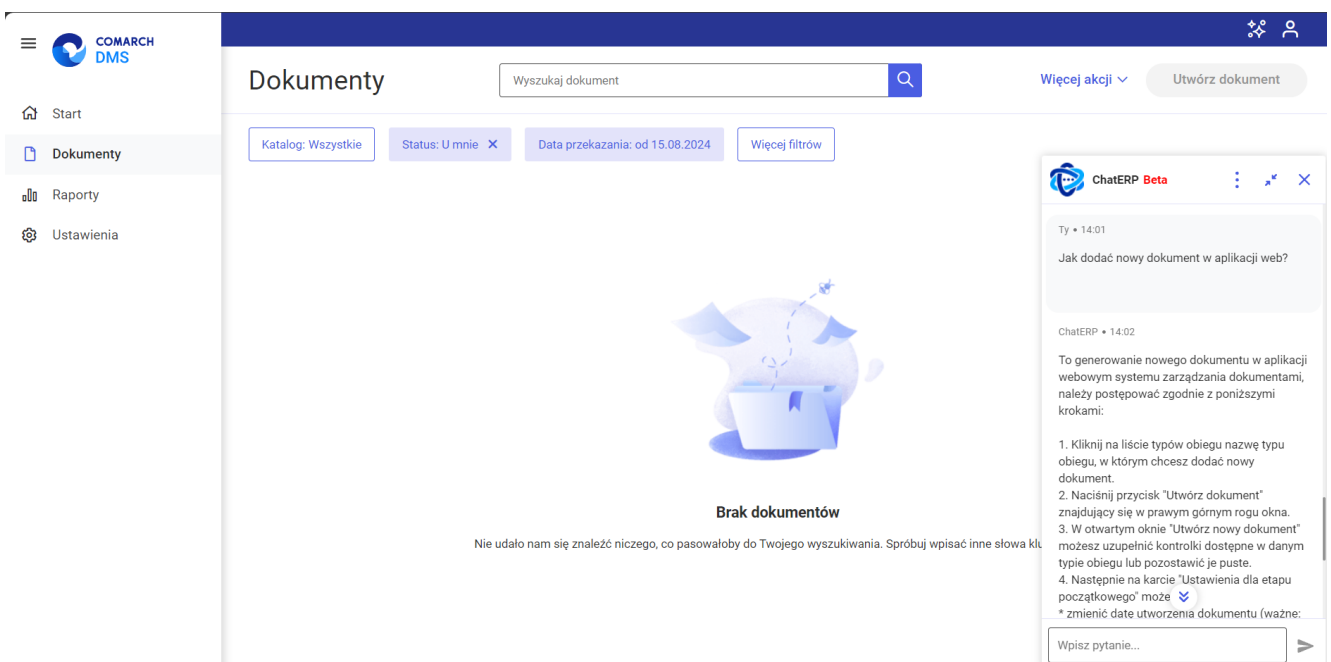 COMARCH
DMS
Start
Dokumenty
Raporty
Ustawienia
Dokumenty
Wyszukaj dokument
Więcej akcji
Utwórz dokument
Katalog: Wszystkie
Status: U mnie
Data przekazania: od 15.08.2024
Więcej filtrów
Brak dokumentów
Nie udało nam się znaleźć niczego, co pasowałoby do Twojego wyszukiwania. Spróbuj wpisać inne słowa klu
ChatERP Beta
Ty • 14:01
Jak dodać nowy dokument w aplikacji web?
ChatERP • 14:02
To generowanie nowego dokumentu w aplikacji
webowym systemu zarządzania dokumentami,
należy postępować zgodnie z poniższymi
krokami:
1. Kliknij na liście typów obiegu nazwę typu
obiegu, w którym chcesz dodać nowy
dokument.
2. Naciśnij przycisk "Utwórz dokument"
znajdujący się w prawym górnym rogu okna.
3. W otwartym oknie "Utwórz nowy dokument"
możesz uzupełnić kontrolki dostępne w danym
typie obiegu lub pozostawić je puste.
4. Następnie na karcie "Ustawienia dla etapu
początkowego" może
* zmienić datę utworzenia dokumentu (ważne:
Wpisz pytanie...